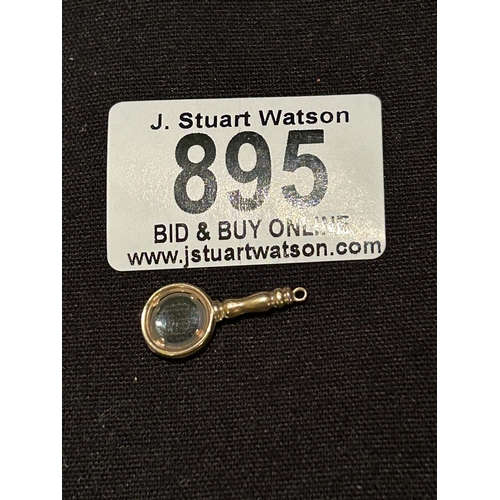 J. Stuart Watson
895
BID & BUY ONLINE
www.jstuartwatson.com